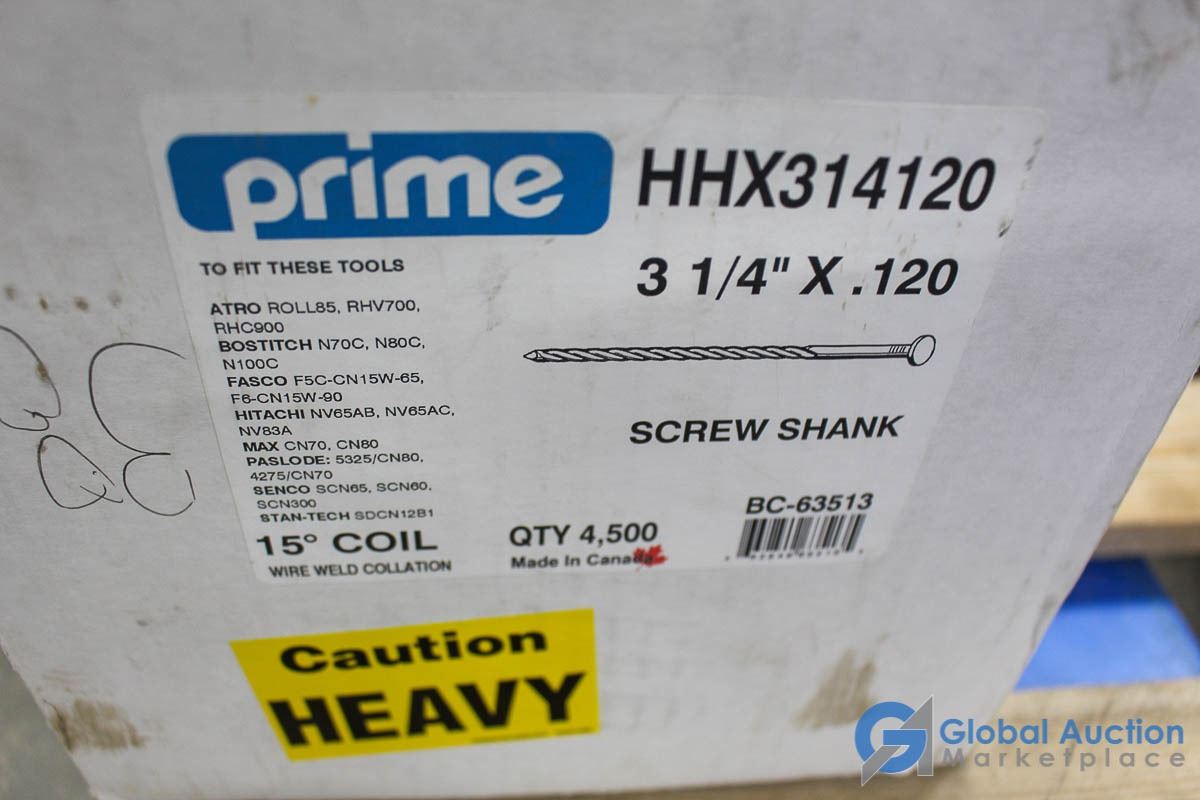 prime
HHX314120
3 1/4" X .120
TO FIT THESE TOOLS
ATRO ROLL85, RHV700,
RHC900
BOSTITCH N70C, N80C,
N100C
FASCO F5C-CN15W-65,
F6-CN15W-90
HITACHI NV65AB, NV65AC,
NV83A
MAX CN70, CN80
PASLODE: 5325/CN80,
4275/CN70
SENCO SCN65, SCN60,
SCN300
STAN-TECH SDCN12B1
15° COIL
WIRE WELD COLLATION
SCREW SHANK
QTY 4,500
Made In Canada
BC-63513
Caution
HEAVY
Global Auction
Marketplace